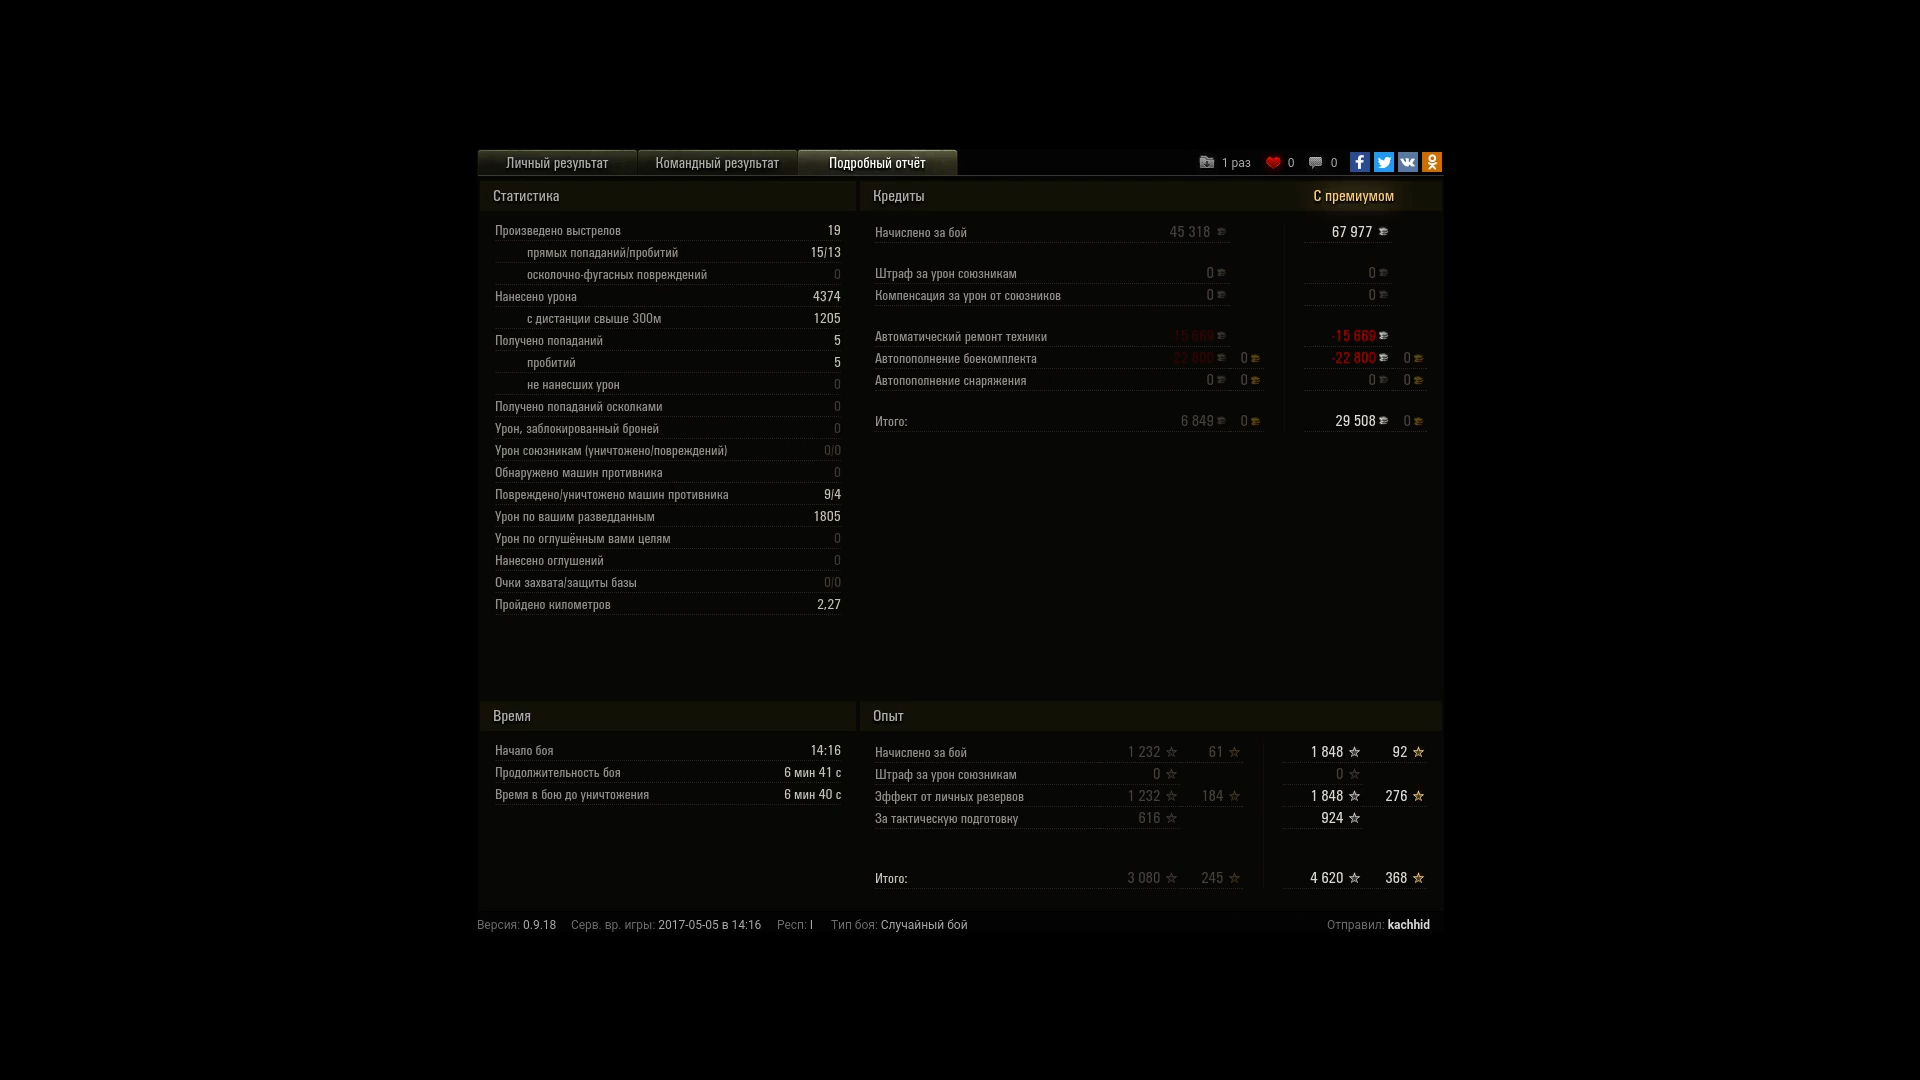 Личный результат Командный результат Подробный отчёт 1 раз 0 0
Статистика
Произведено выстрелов 19
прямых попаданий/пробитий 15/13
осколочно-фугасных повреждений 0
Нанесено урона 4374
с дистанции свыше 300м 1205
Получено попаданий 5
пробитий 5
не нанесших урон 0
Получено попаданий осколками 0
Урон, заблокированный броней 0
Урон союзникам (уничтожено/повреждений) 0/0
Обнаружено машин противника 0
Повреждено/уничтожено машин противника 9/4
Урон по вашим разведданным 1805
Урон по оглушённым вами целям 0
Нанесено оглушений 0
Очки захвата/защиты базы 0/0
Пройдено километров 2,27
Кредиты С премиумом
Начислено за бой 45 318 67 977
Штраф за урон союзникам 0 0
Компенсация за урон от союзников 0 0
Автоматический ремонт техники -15 669 -15 669
Автопополнение боекомплекта -22 800 0 -22 800 0
Автопополнение снаряжения 0 0 0 0
Итого: 6 849 0 29 508 0
Время
Начало боя 14:16
Продолжительность боя 6 мин 41 с
Время в бою до уничтожения 6 мин 40 с
Опыт
Начислено за бой 1 232 61 1 848 92
Штраф за урон союзникам 0 0
Эффект от личных резервов 1 232 184 1 848 276
За тактическую подготовку 616 924
Итого: 3 080 245 4 620 368
Версия: 0.9.18 Серв. вр. игры: 2017-05-05 в 14:16 Респ: I Тип боя: Случайный бой Отправил: kachhid